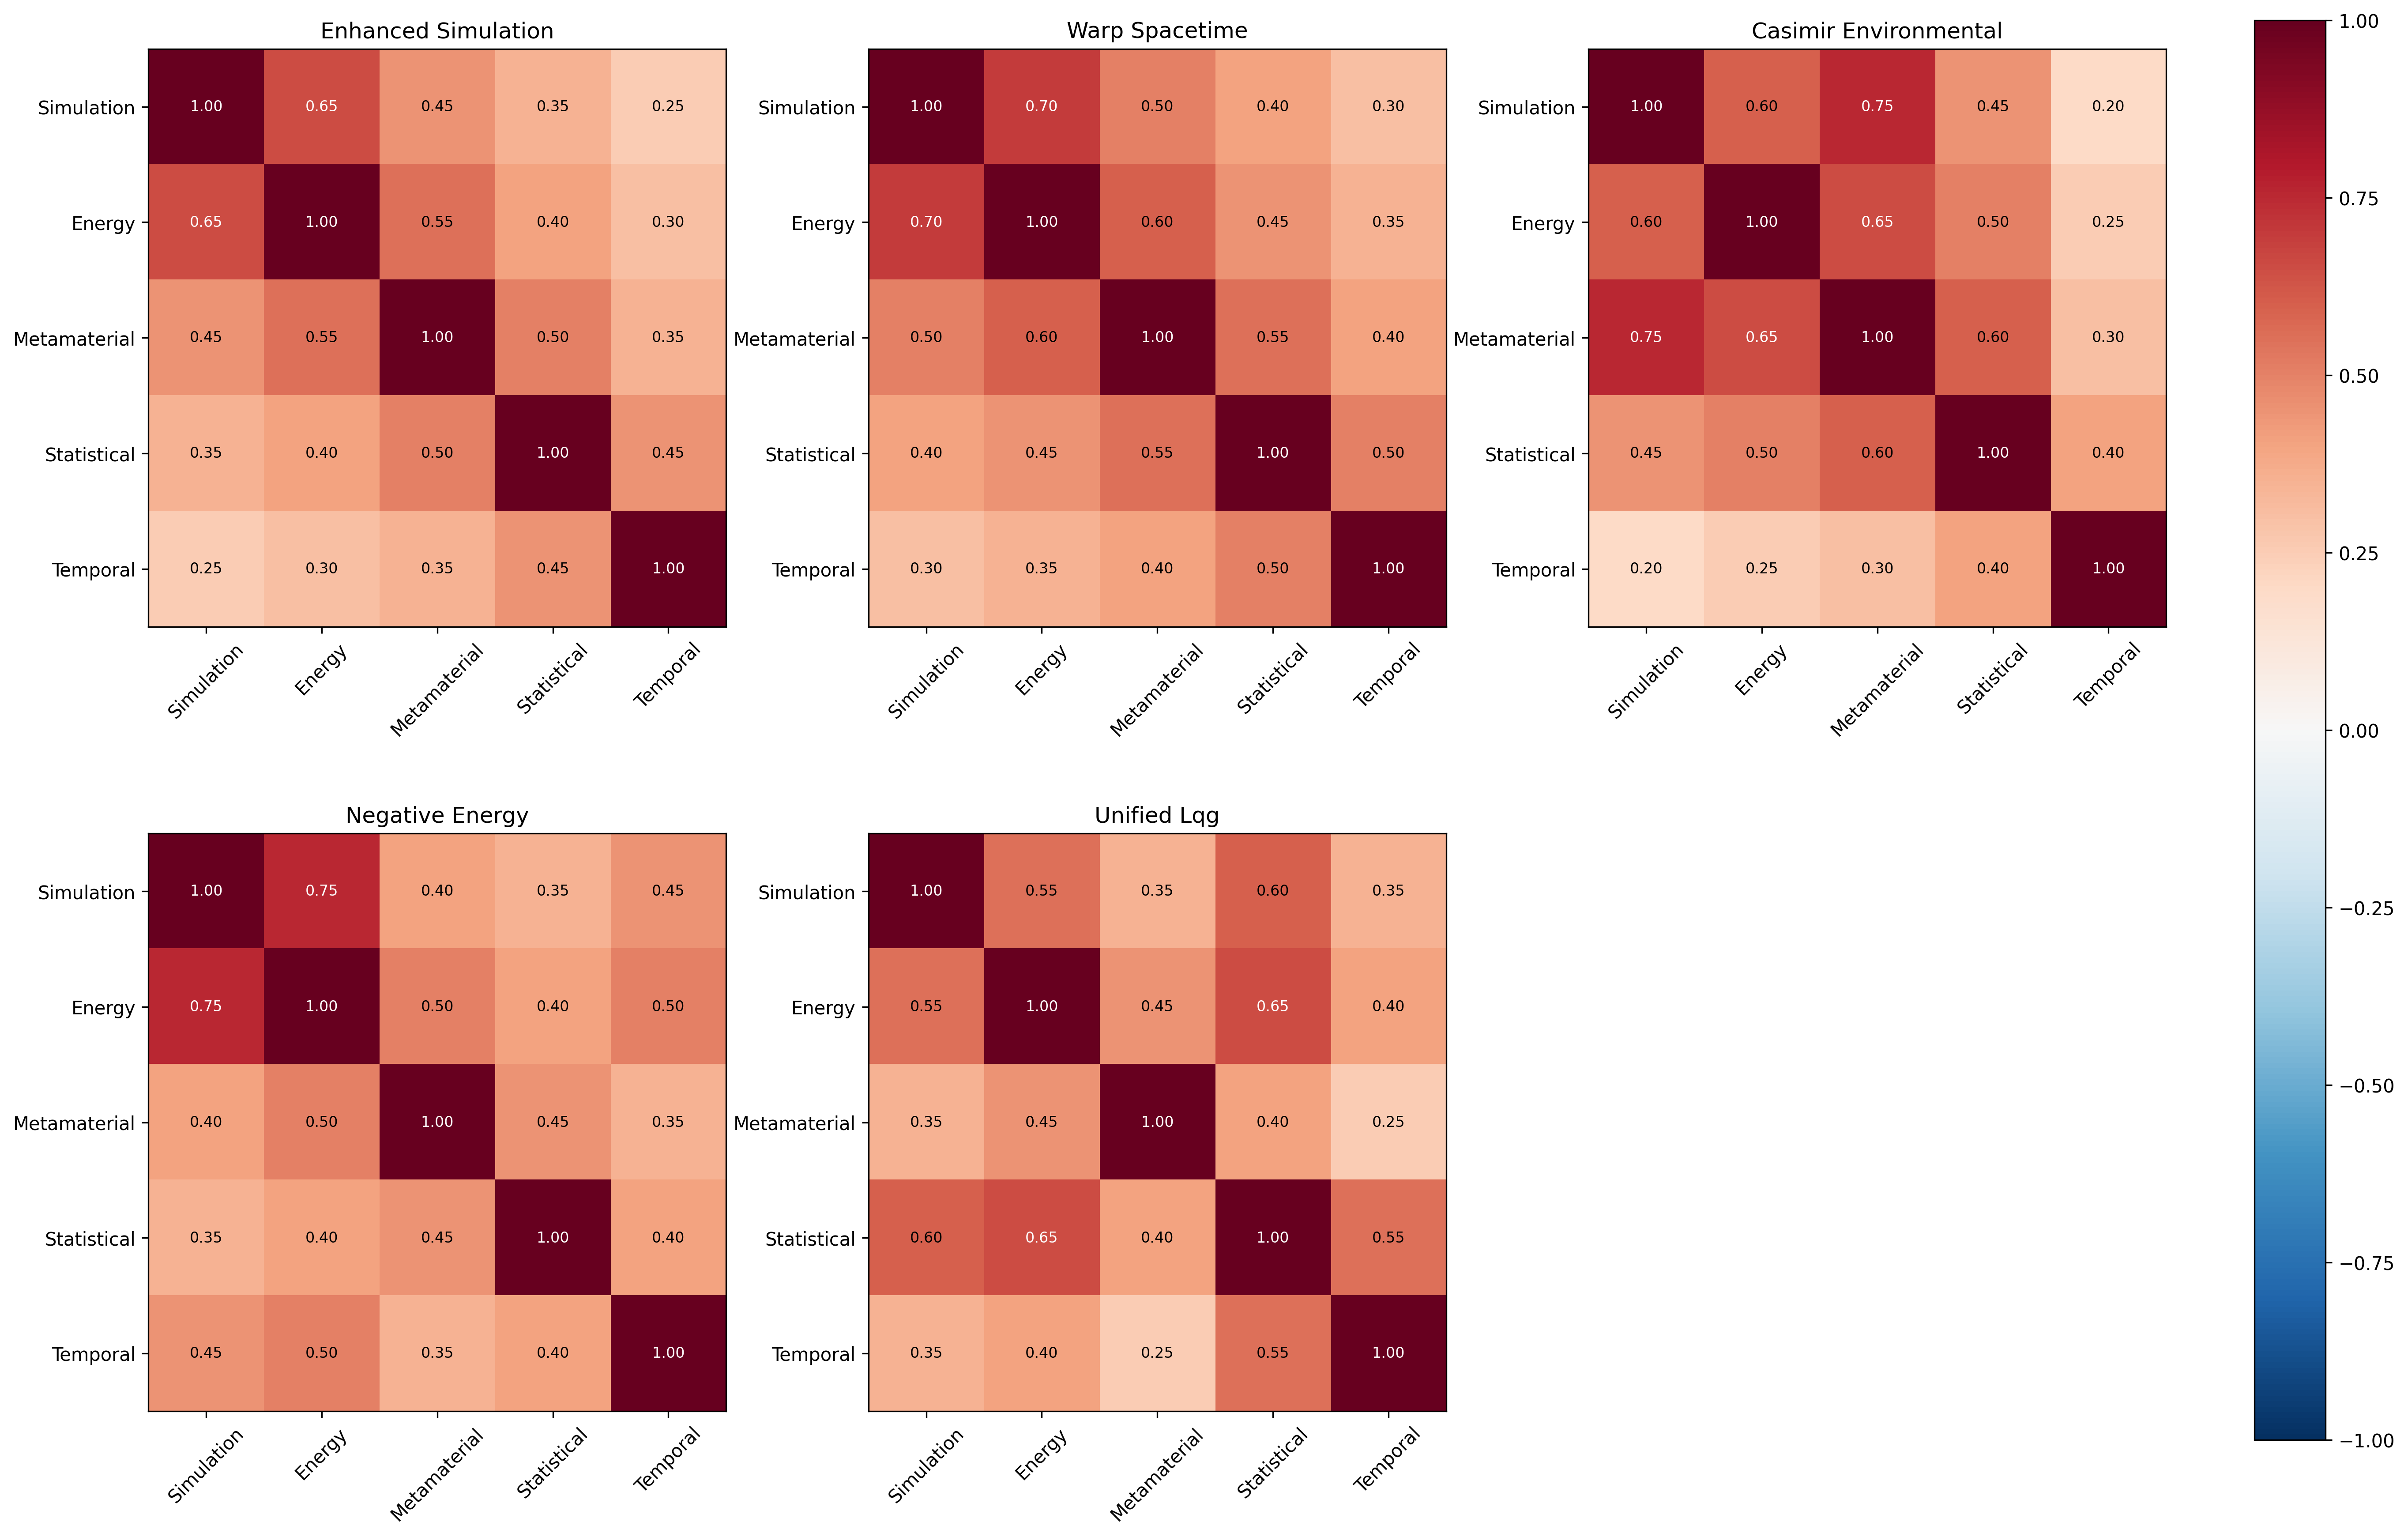 Enhanced Simulation
Simulation 1.00 0.65 0.45 0.35 0.25
Energy 0.65 1.00 0.55 0.40 0.30
Metamaterial 0.45 0.55 1.00 0.50 0.35
Statistical 0.35 0.40 0.50 1.00 0.45
Temporal 0.25 0.30 0.35 0.45 1.00
Simulation Energy Metamaterial Statistical Temporal
Warp Spacetime
Simulation 1.00 0.70 0.50 0.40 0.30
Energy 0.70 1.00 0.60 0.45 0.35
Metamaterial 0.50 0.60 1.00 0.55 0.40
Statistical 0.40 0.45 0.55 1.00 0.50
Temporal 0.30 0.35 0.40 0.50 1.00
Simulation Energy Metamaterial Statistical Temporal
Casimir Environmental
Simulation 1.00 0.60 0.75 0.45 0.20
Energy 0.60 1.00 0.65 0.50 0.25
Metamaterial 0.75 0.65 1.00 0.60 0.30
Statistical 0.45 0.50 0.60 1.00 0.40
Temporal 0.20 0.25 0.30 0.40 1.00
Simulation Energy Metamaterial Statistical Temporal
Negative Energy
Simulation 1.00 0.75 0.40 0.35 0.45
Energy 0.75 1.00 0.50 0.40 0.50
Metamaterial 0.40 0.50 1.00 0.45 0.35
Statistical 0.35 0.40 0.45 1.00 0.40
Temporal 0.45 0.50 0.35 0.40 1.00
Simulation Energy Metamaterial Statistical Temporal
Unified Lqg
Simulation 1.00 0.55 0.35 0.60 0.35
Energy 0.55 1.00 0.45 0.65 0.40
Metamaterial 0.35 0.45 1.00 0.40 0.25
Statistical 0.60 0.65 0.40 1.00 0.55
Temporal 0.35 0.40 0.25 0.55 1.00
Simulation Energy Metamaterial Statistical Temporal
1.00
0.75
0.50
0.25
0.00
−0.25
−0.50
−0.75
−1.00